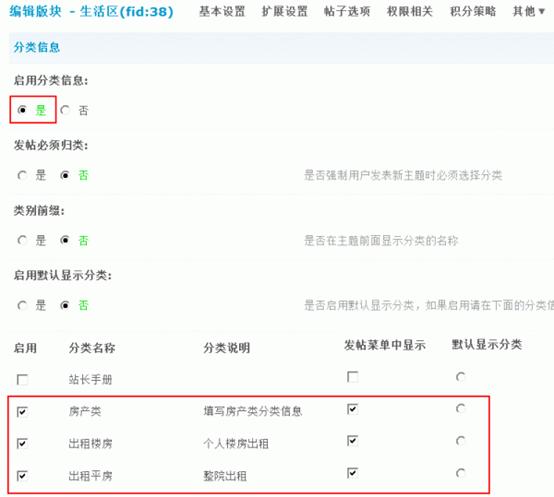 编辑版块 - 生活区(fid:38) 基本设置 扩展设置 帖子选项 权限相关 积分策略 其他▼
分类信息
启用分类信息:
是 否
发帖必须归类:
是 否 是否强制用户发表新主题时必须选择分类
类别前缀:
是 否 是否在主题前面显示分类的名称
启用默认显示分类:
是 否 是否启用默认显示分类，如果启用请在下面的分类信
启用 分类名称 分类说明 发帖菜单中显示 默认显示分类
站长手册
房产类 填写房产类分类信息
出租楼房 个人楼房出租
出租平房 整院出租